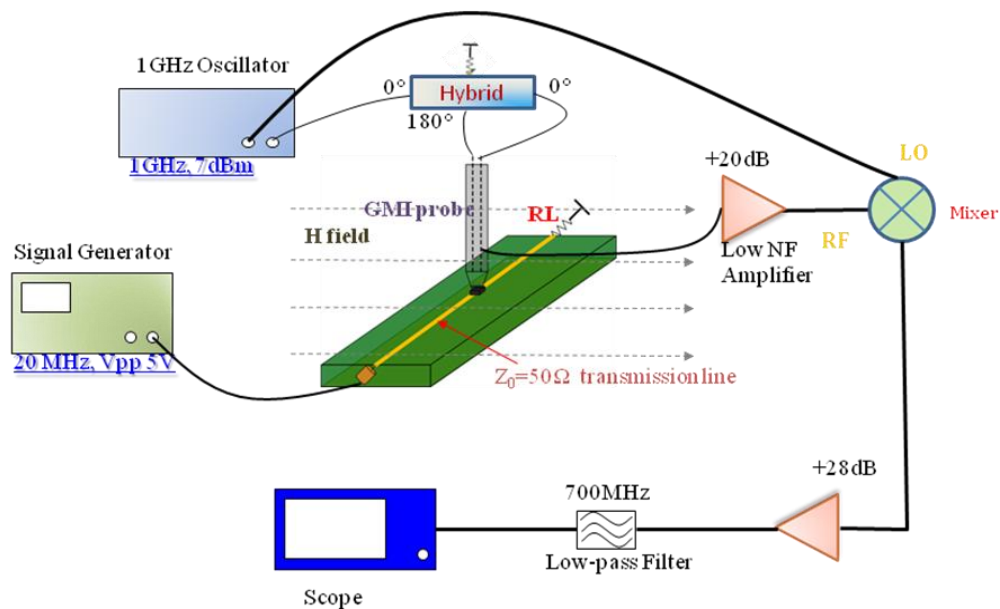 1GHz Oscillator
0°
Hybrid
0°
180°
1GHz, 7dBm
+20dB
LO
GMI probe
RL
Mixer
H field
RF
Low NF
Amplifier
Signal Generator
20 MHz, Vpp 5V
Z₀=50Ω transmission line
+28dB
700MHz
Low-pass Filter
Scope